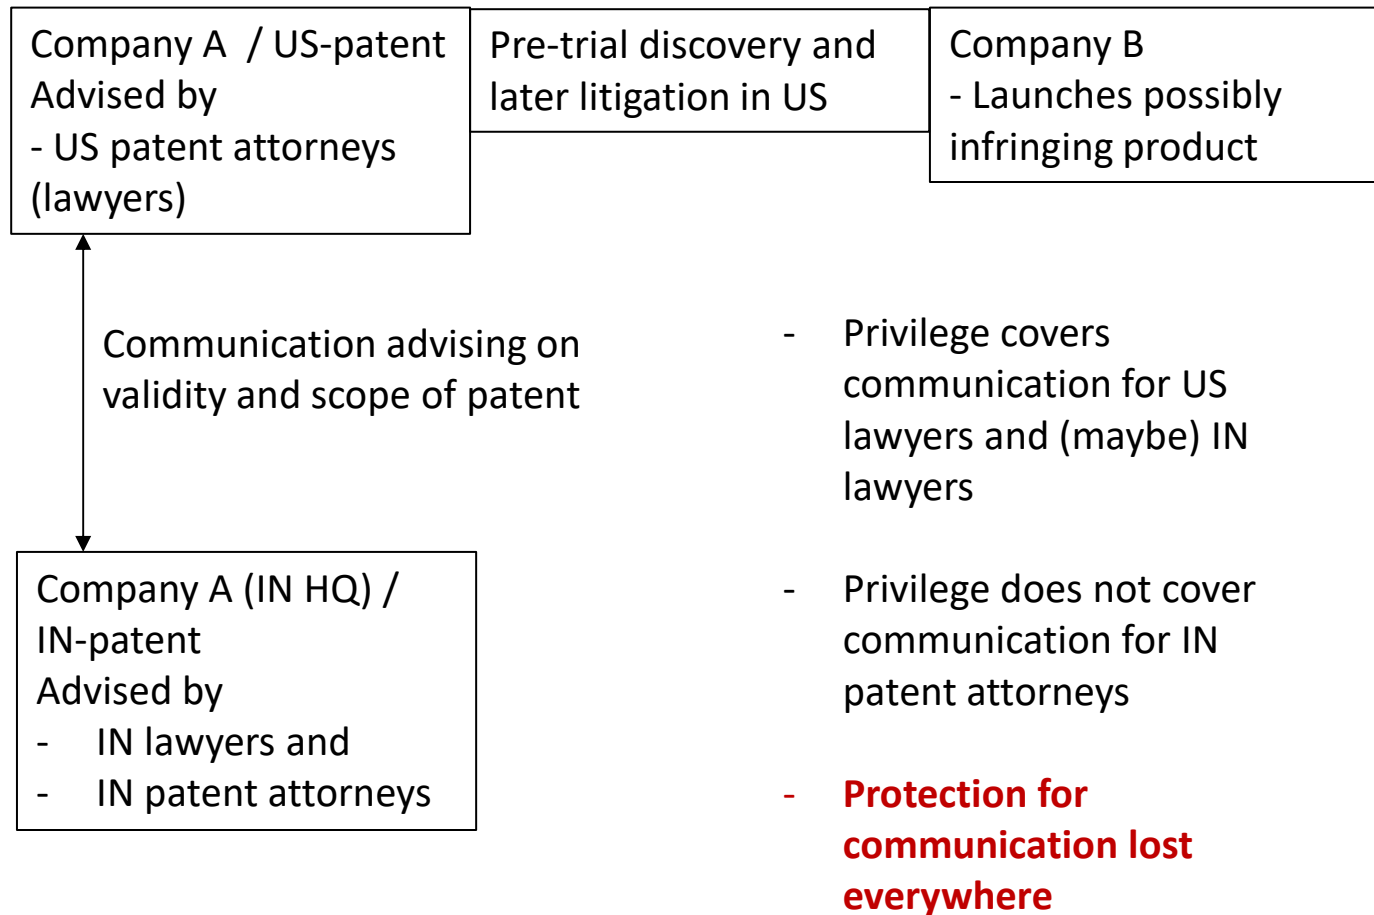 Company A  / US-patent
Advised by
- US patent attorneys
(lawyers)
Pre-trial discovery and
later litigation in US
Company B
- Launches possibly
infringing product
Communication advising on
validity and scope of patent
Company A (IN HQ) /
IN-patent
Advised by
- IN lawyers and
- IN patent attorneys
- Privilege covers
communication for US
lawyers and (maybe) IN
lawyers
- Privilege does not cover
communication for IN
patent attorneys
- Protection for
communication lost
everywhere